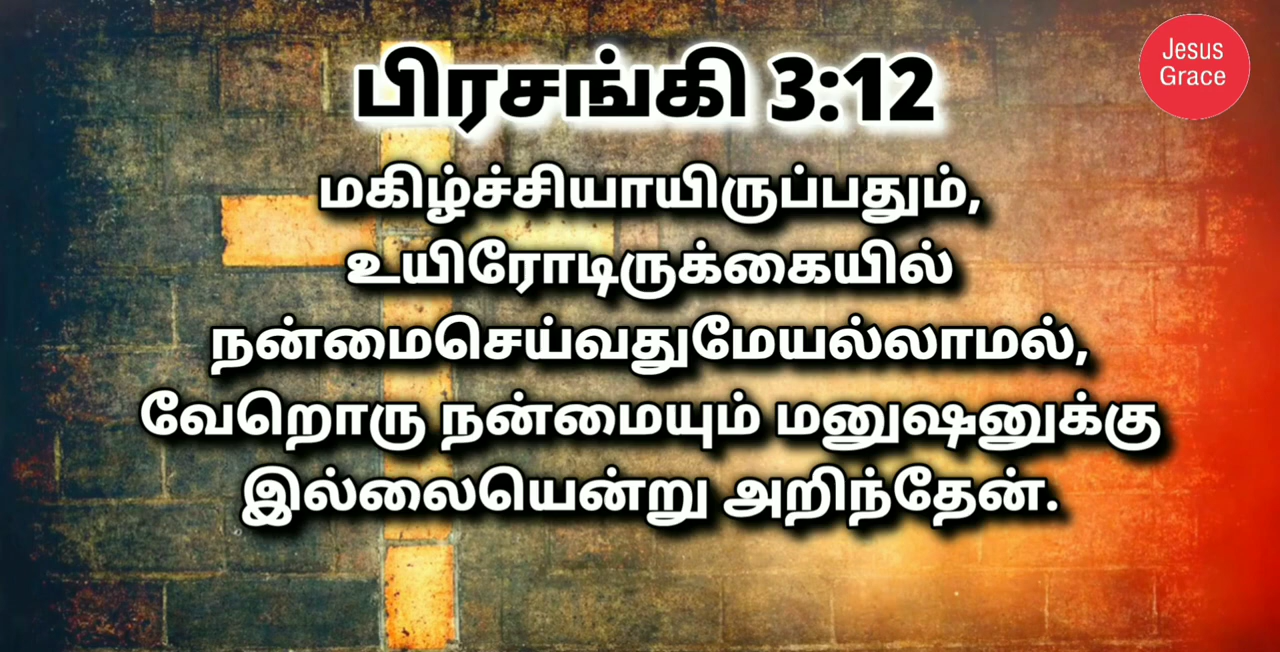 பிரசங்கி 3:12
Jesus
Grace
மகிழ்ச்சியாயிருப்பதும்,
உயிரோடிருக்கையில்
நன்மைசெய்வதுமேயல்லாமல்,
வேறொரு நன்மையும் மனுஷனுக்கு
இல்லையென்று அறிந்தேன்.